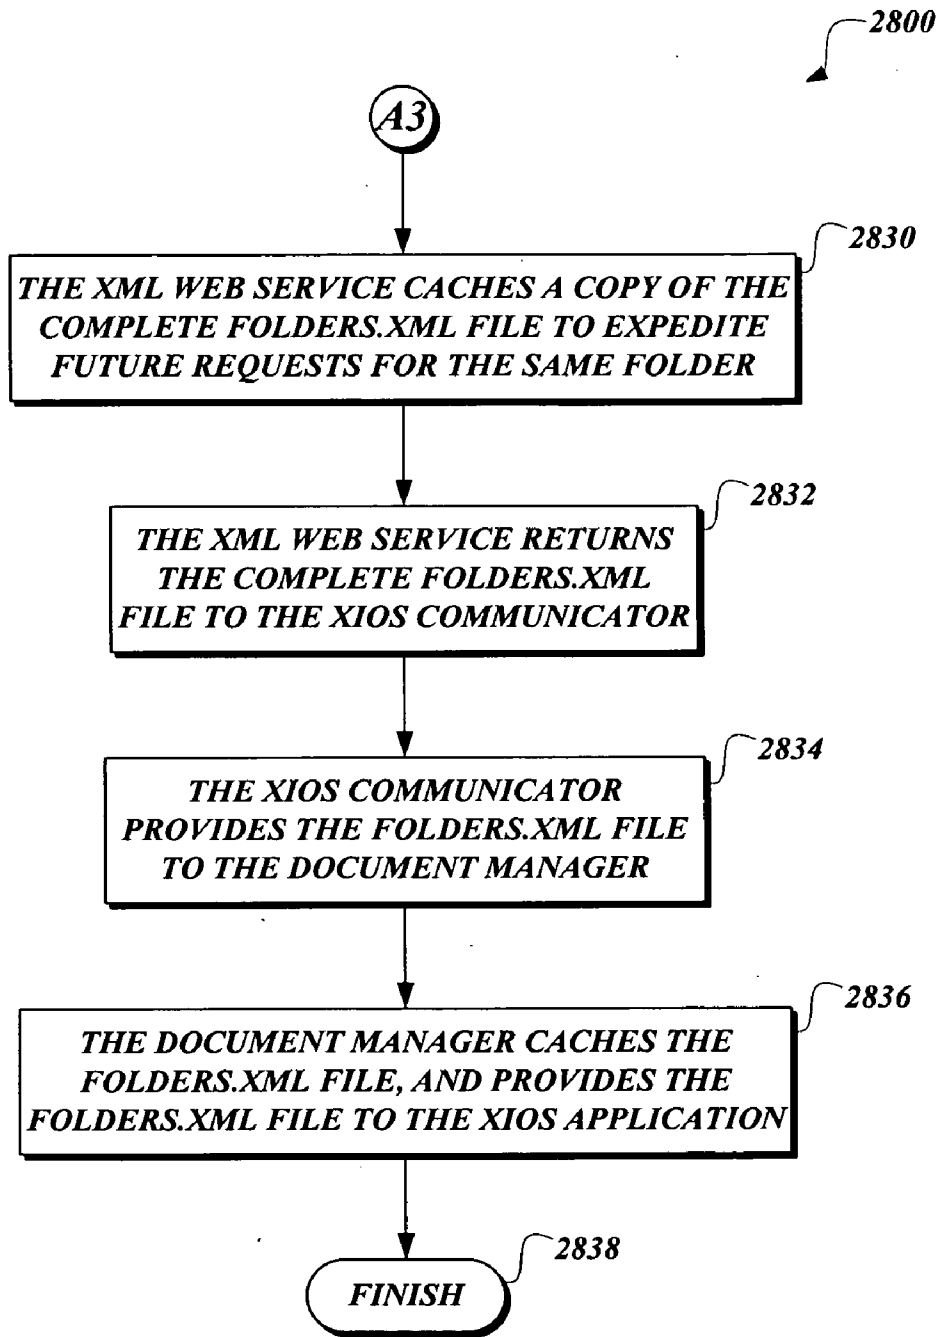 2800
A3
2830
THE XML WEB SERVICE CACHES A COPY OF THE
COMPLETE FOLDERS.XML FILE TO EXPEDITE
FUTURE REQUESTS FOR THE SAME FOLDER
2832
THE XML WEB SERVICE RETURNS
THE COMPLETE FOLDERS.XML
FILE TO THE XIOS COMMUNICATOR
2834
THE XIOS COMMUNICATOR
PROVIDES THE FOLDERS.XML FILE
TO THE DOCUMENT MANAGER
2836
THE DOCUMENT MANAGER CACHES THE
FOLDERS.XML FILE, AND PROVIDES THE
FOLDERS.XML FILE TO THE XIOS APPLICATION
2838
FINISH